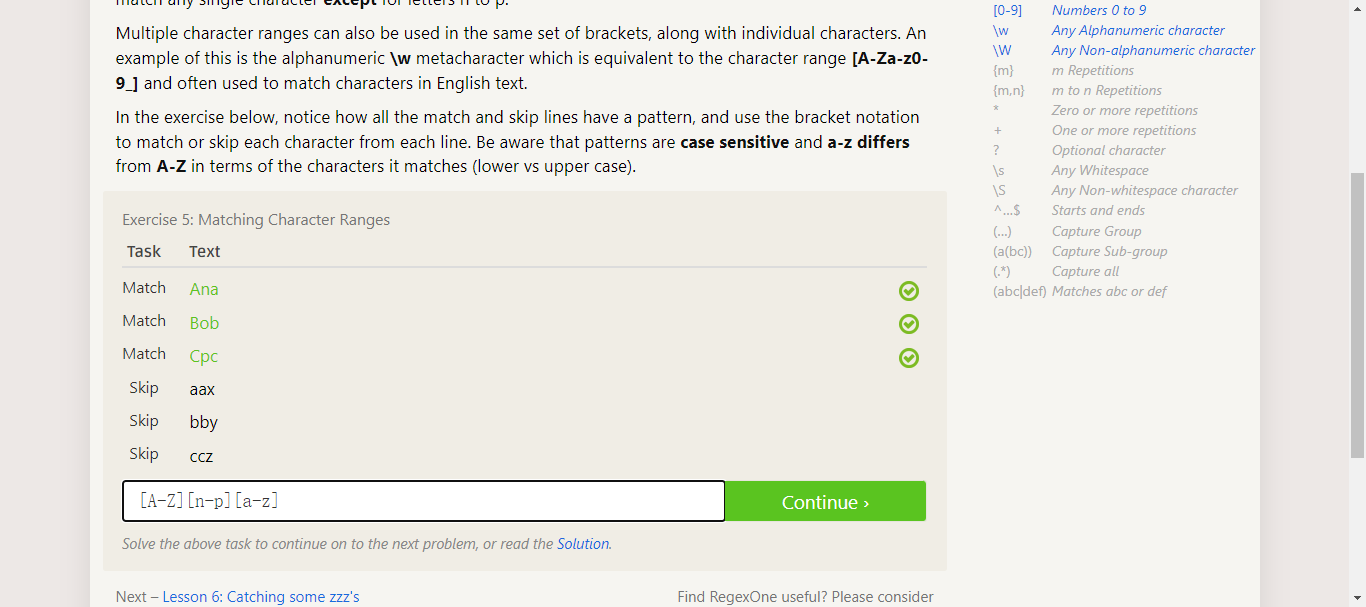 match any single character except for letters n to p.
Multiple character ranges can also be used in the same set of brackets, along with individual characters. An
example of this is the alphanumeric \w metacharacter which is equivalent to the character range [A-Za-z0-
9_] and often used to match characters in English text.
In the exercise below, notice how all the match and skip lines have a pattern, and use the bracket notation
to match or skip each character from each line. Be aware that patterns are case sensitive and a-z differs
from A-Z in terms of the characters it matches (lower vs upper case).
Exercise 5: Matching Character Ranges
Task Text
Match Ana
Match Bob
Match Cpc
Skip aax
Skip bby
Skip ccz
[A-Z][n-p][a-z]
Continue ›
Solve the above task to continue on to the next problem, or read the Solution.
Next – Lesson 6: Catching some zzz's
Find RegexOne useful? Please consider
[0-9] Numbers 0 to 9
\w Any Alphanumeric character
\W Any Non-alphanumeric character
{m} m Repetitions
{m,n} m to n Repetitions
* Zero or more repetitions
+ One or more repetitions
? Optional character
\s Any Whitespace
\S Any Non-whitespace character
^…$ Starts and ends
(…) Capture Group
(a(bc)) Capture Sub-group
(.*) Capture all
(abc|def) Matches abc or def